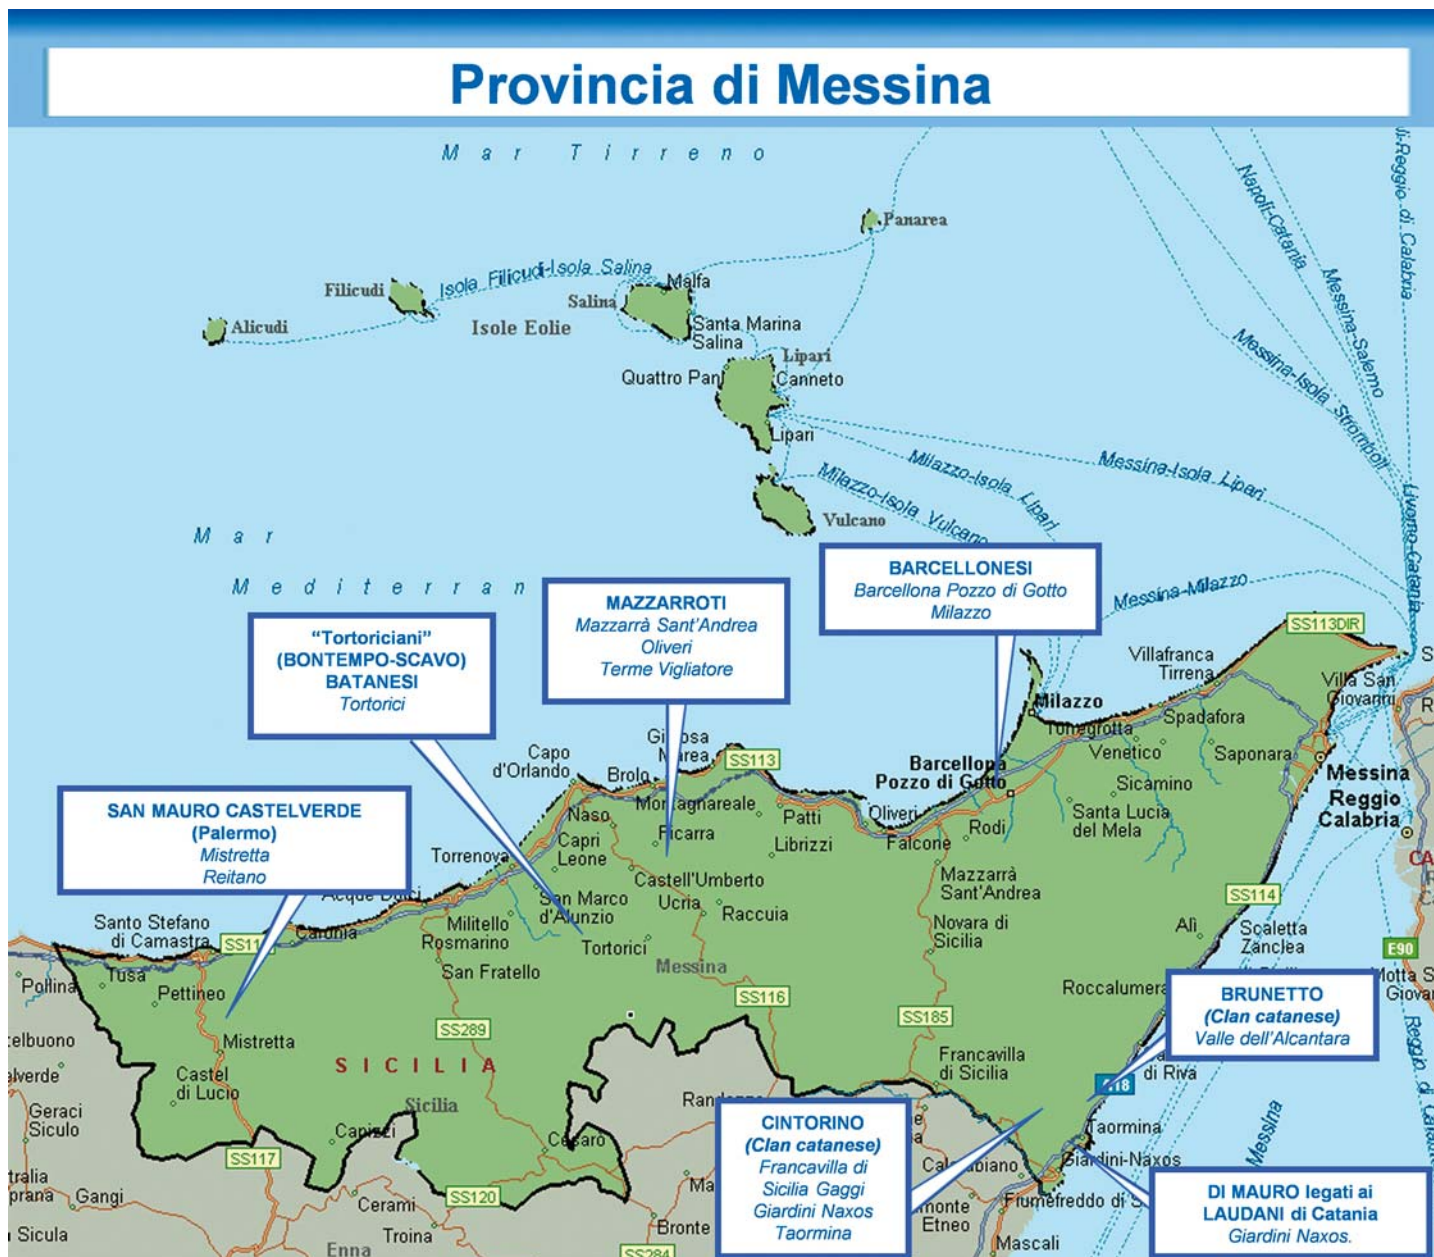 Provincia di Messina
Mar Tirreno
Panarea
Napoli-Catania
Messina-Salerno
Isola Filicudi-Isola Salina
Filicudi
Malfa
Salina
Alicudi
Isole Eolie
Santa Marina
Salina
Messina-Isola Stromboli
Lipari
Quattro Pan
Canneto
Lipari
Milazzo-Isola Lipari
Messina-Isola Lipari
Milazzo-Isola Vulcano
Livorno-Catania
Vulcano
Mar
Mediterran
BARCELLONESI
Barcellona Pozzo di Gotto
Milazzo
Messina-Milazzo
MAZZARROTI
Mazzarrà Sant'Andrea
Oliveri
Terme Vigliatore
“Tortoriciani”
(BONTEMPO-SCAVO)
BATANESI
Tortorici
SS113DIR
Villafranca
Tirrena
Villa San
Giovanni
Milazzo
Spadafora
Torregrotta
Venetico
Saponara
Capo
d'Orlando
Brolo
SS113
Barcellona
Pozzo di Gotto
Sicamino
Messina
Reggio
Calabria
SAN MAURO CASTELVERDE
(Palermo)
Mistretta
Reitano
Montagnareale
Naso
Patti
Oliveri
Santa Lucia
del Mela
Ficarra
Librizzi
Falcone
Rodi
Capri
Leone
Torrenova
Castell'Umberto
Ucria
Raccuia
Mazzarrà
Sant'Andrea
SS114
San Marco
d'Alunzio
Militello
Rosmarino
Santo Stefano
di Camastra
Caronia
Tortorici
Novara di
Sicilia
Alì
Scaletta
Zanclea
E90
San Fratello
Messina
Pollina
Tusa
Pettineo
SS116
SS185
Roccalumera
BRUNETTO
(Clan catanese)
Valle dell'Alcantara
SS289
Mistretta
SICILIA
Francavilla
di Sicilia
di Riva
A18
Castel
di Lucio
Sicilia
Geraci
Siculo
Capizzi
Cesarò
CINTORINO
(Clan catanese)
Francavilla di
Sicilia Gaggi
Giardini Naxos
Taormina
Taormina
Giardini-Naxos
Messina
SS117
Gangi
SS120
Cerami
Troina
Bronte
Enna
SS284
Fiumefreddo di S
Etneo
Mascali
DI MAURO legati ai
LAUDANI di Catania
Giardini Naxos.